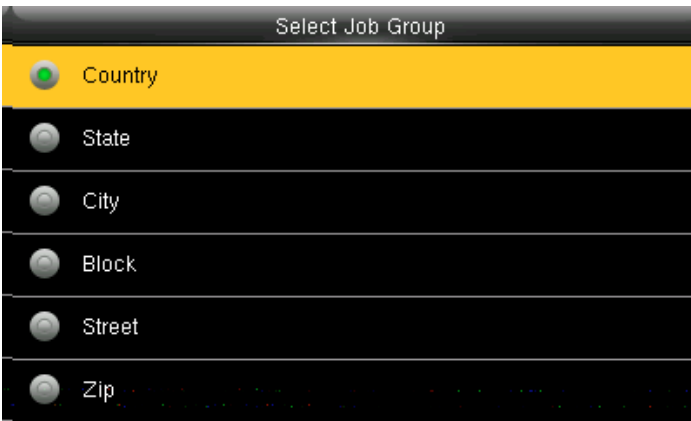 Select Job Group
Country
State
City
Block
Street
Zip